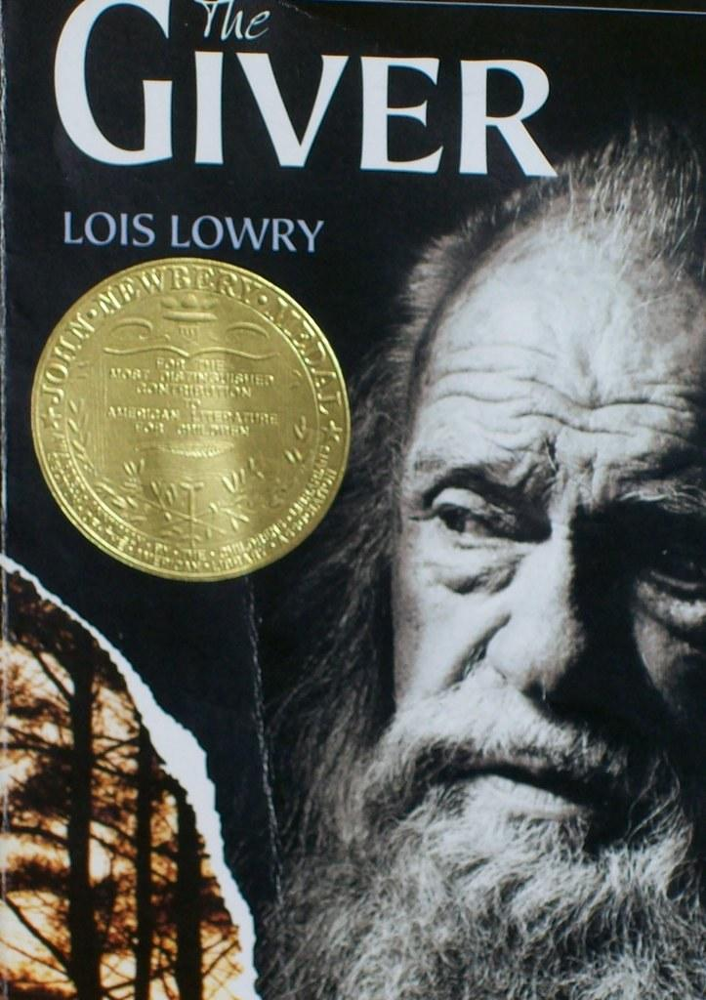 The
GIVER
LOIS LOWRY
JOHN·NEWBERY·MEDAL
FOR THE
MOST DISTINGUISHED
CONTRIBUTION
TO
AMERICAN LITERATURE
FOR CHILDREN